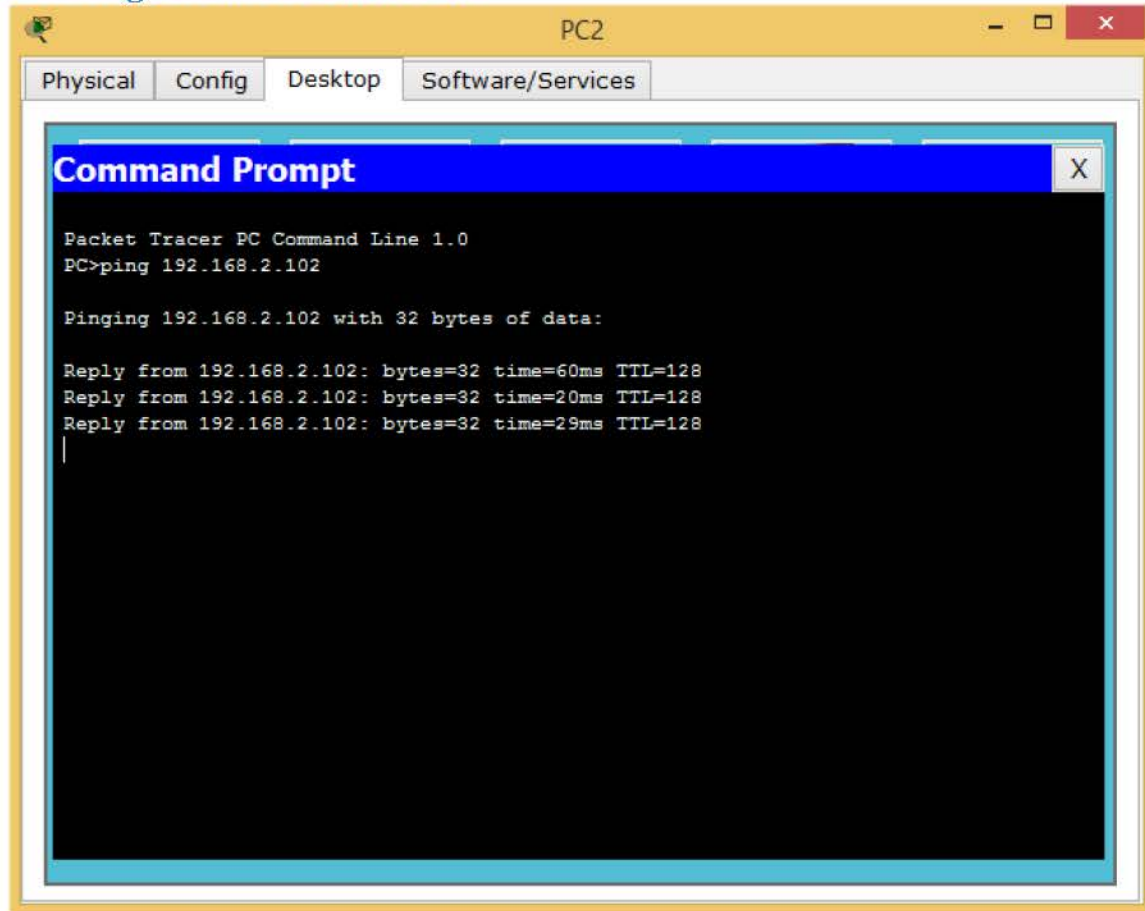 PC2
Physical Config Desktop Software/Services
Command Prompt
X
Packet Tracer PC Command Line 1.0
PC>ping 192.168.2.102
Pinging 192.168.2.102 with 32 bytes of data:
Reply from 192.168.2.102: bytes=32 time=60ms TTL=128
Reply from 192.168.2.102: bytes=32 time=20ms TTL=128
Reply from 192.168.2.102: bytes=32 time=29ms TTL=128